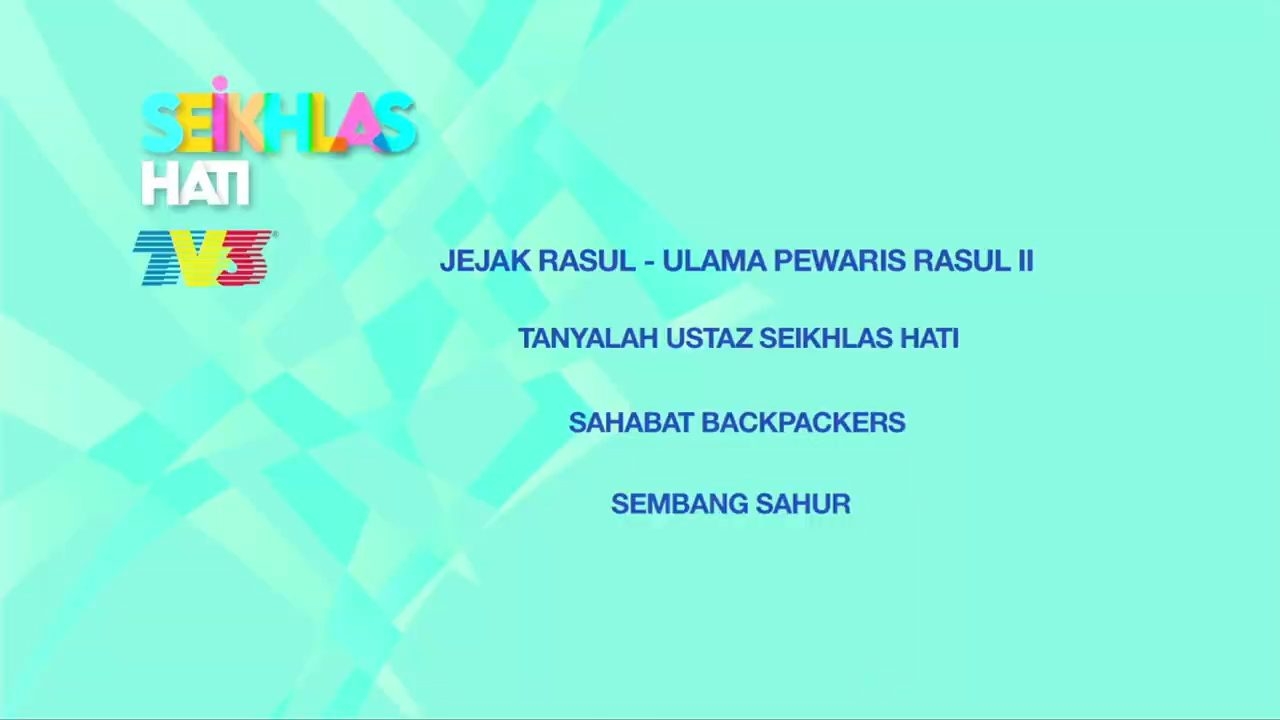 SEIKHLAS
HATI
TV3
JEJAK RASUL - ULAMA PEWARIS RASUL II
TANYALAH USTAZ SEIKHLAS HATI
SAHABAT BACKPACKERS
SEMBANG SAHUR